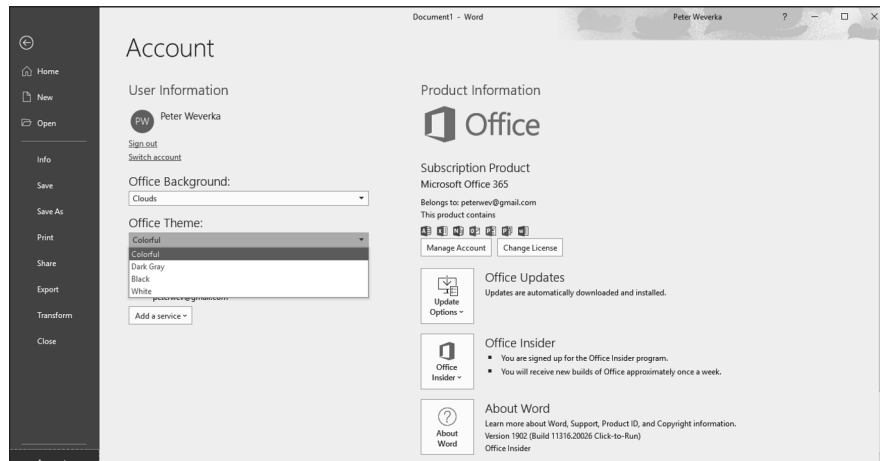 Document1 - Word
Peter Weverka
?
Account
Home
New
Open
Info
Save
Save As
Print
Share
Export
Transform
Close
User Information
PW
Peter Weverka
Sign out
Switch account
Office Background:
Clouds
Office Theme:
Colorful
Colorful
Dark Gray
Black
White
peterwev@gmail.com
Add a service
Product Information
Office
Subscription Product
Microsoft Office 365
Belongs to: peterwev@gmail.com
This product contains
Manage Account
Change License
Update
Options
Office Updates
Updates are automatically downloaded and installed.
Office
Insider
Office Insider
You are signed up for the Office Insider program.
You will receive new builds of Office approximately once a week.
?
About
Word
About Word
Learn more about Word, Support, Product ID, and Copyright information.
Version 1902 (Build 11316.20026 Click-to-Run)
Office Insider